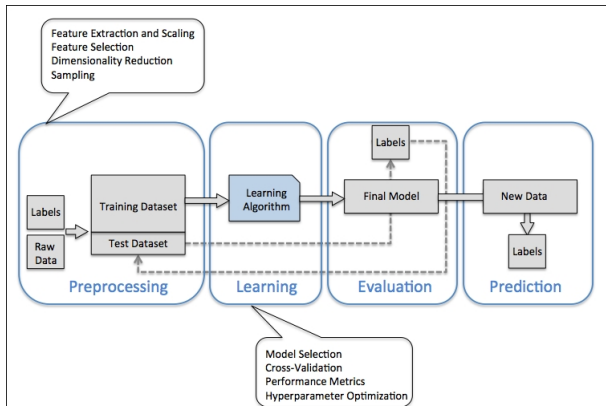 Feature Extraction and Scaling
Feature Selection
Dimensionality Reduction
Sampling
Labels
Raw
Data
Training Dataset
Test Dataset
Learning
Algorithm
Labels
Final Model
New Data
Labels
Preprocessing
Learning
Evaluation
Prediction
Model Selection
Cross-Validation
Performance Metrics
Hyperparameter Optimization